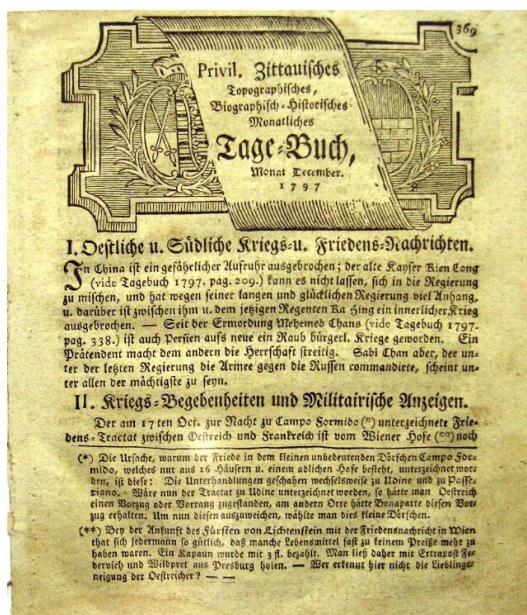 369
Privil. Zittauisches
Topographisches,
Biographisch-Historisches
Monatliches
Tage-Buch,
Monat December.
1797
I. Oestliche u. Südliche Kriegs-u. Friedens-Nachrichten.
In China ist ein gefährlicher Aufruhr ausgebrochen; der alte Kayser Kien Cong
(vide Tagebuch 1797. pag. 209.) kann es nicht lassen, sich in die Regierung
zu mischen, und hat wegen seiner langen und glücklichen Regierung viel Anhang,
u. darüber ist zwischen ihm u. dem jetzigen Regenten Ka Hing ein innerlicher Krieg
ausgebrochen. — Seit der Ermordung Mehemed Chans (vide Tagebuch 1797.
pag. 338.) ist auch Persien aufs neue ein Raub bürgerl. Kriege geworden. Ein
Prätendent macht dem andern die Herrschaft streitig. Sabi Chan aber, der un-
ter der letzten Regierung die Armee gegen die Russen commandirte, scheint un-
ter allen der mächtigste zu seyn.
II. Kriegs-Begebenheiten und Militairische Anzeigen.
Der am 17ten Oct. zur Nacht zu Campo Formido (*) unterzeichnete Frie-
dens-Tractat zwischen Oestreich und Frankreich ist vom Wiener Hofe (**) noch
(*) Die Ursache, warum der Friede in dem kleinen unbedeutenden Dörfchen Campo For-
mido, welches nur aus 16 Häusern u. einem adlichen Hofe besteht, unterzeichnet wor-
den, ist diese: Die Unterhandlungen geschahen wechselsweise zu Udine und zu Passe-
riano. Wäre nun der Tractat zu Udine unterzeichnet worden, so hätte man Oestreich
einen Vorzug oder Vorrang zugestanden, am andern Orte hätte Bonaparte diesen Vor-
zug erhalten. Um nun diesen auszuweichen, wählte man dies kleine Dörfchen.
(**) Bey der Ankunft des Fürsten von Lichtenstein mit der Friedensnachricht in Wien
that sich jedermann so gütlich, daß manche Lebensmittel fast zu keinem Preiße mehr zu
haben waren. Ein Kapaun wurde mit 3 fl. bezahlt. Man ließ daher mit Extrapost Fe-
dervieh und Wildpret aus Presburg holen. — Wer erkennt hier nicht die Lieblings-
neigung der Oestreicher? — —